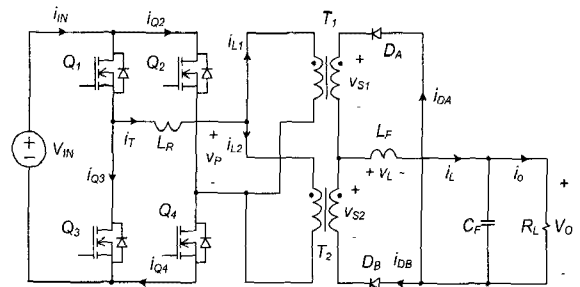 i_IN
i_Q2
T_1
Q_1
Q_2
i_L1
D_A
+
v_S1
-
i_DA
i_T
L_R
+
v_P
-
i_L2
L_F
+ v_L -
i_L
i_o
+
-
V_IN
i_Q3
Q_3
Q_4
i_Q4
+
v_S2
-
T_2
D_B
i_DB
C_F
R_L
+
V_O
-